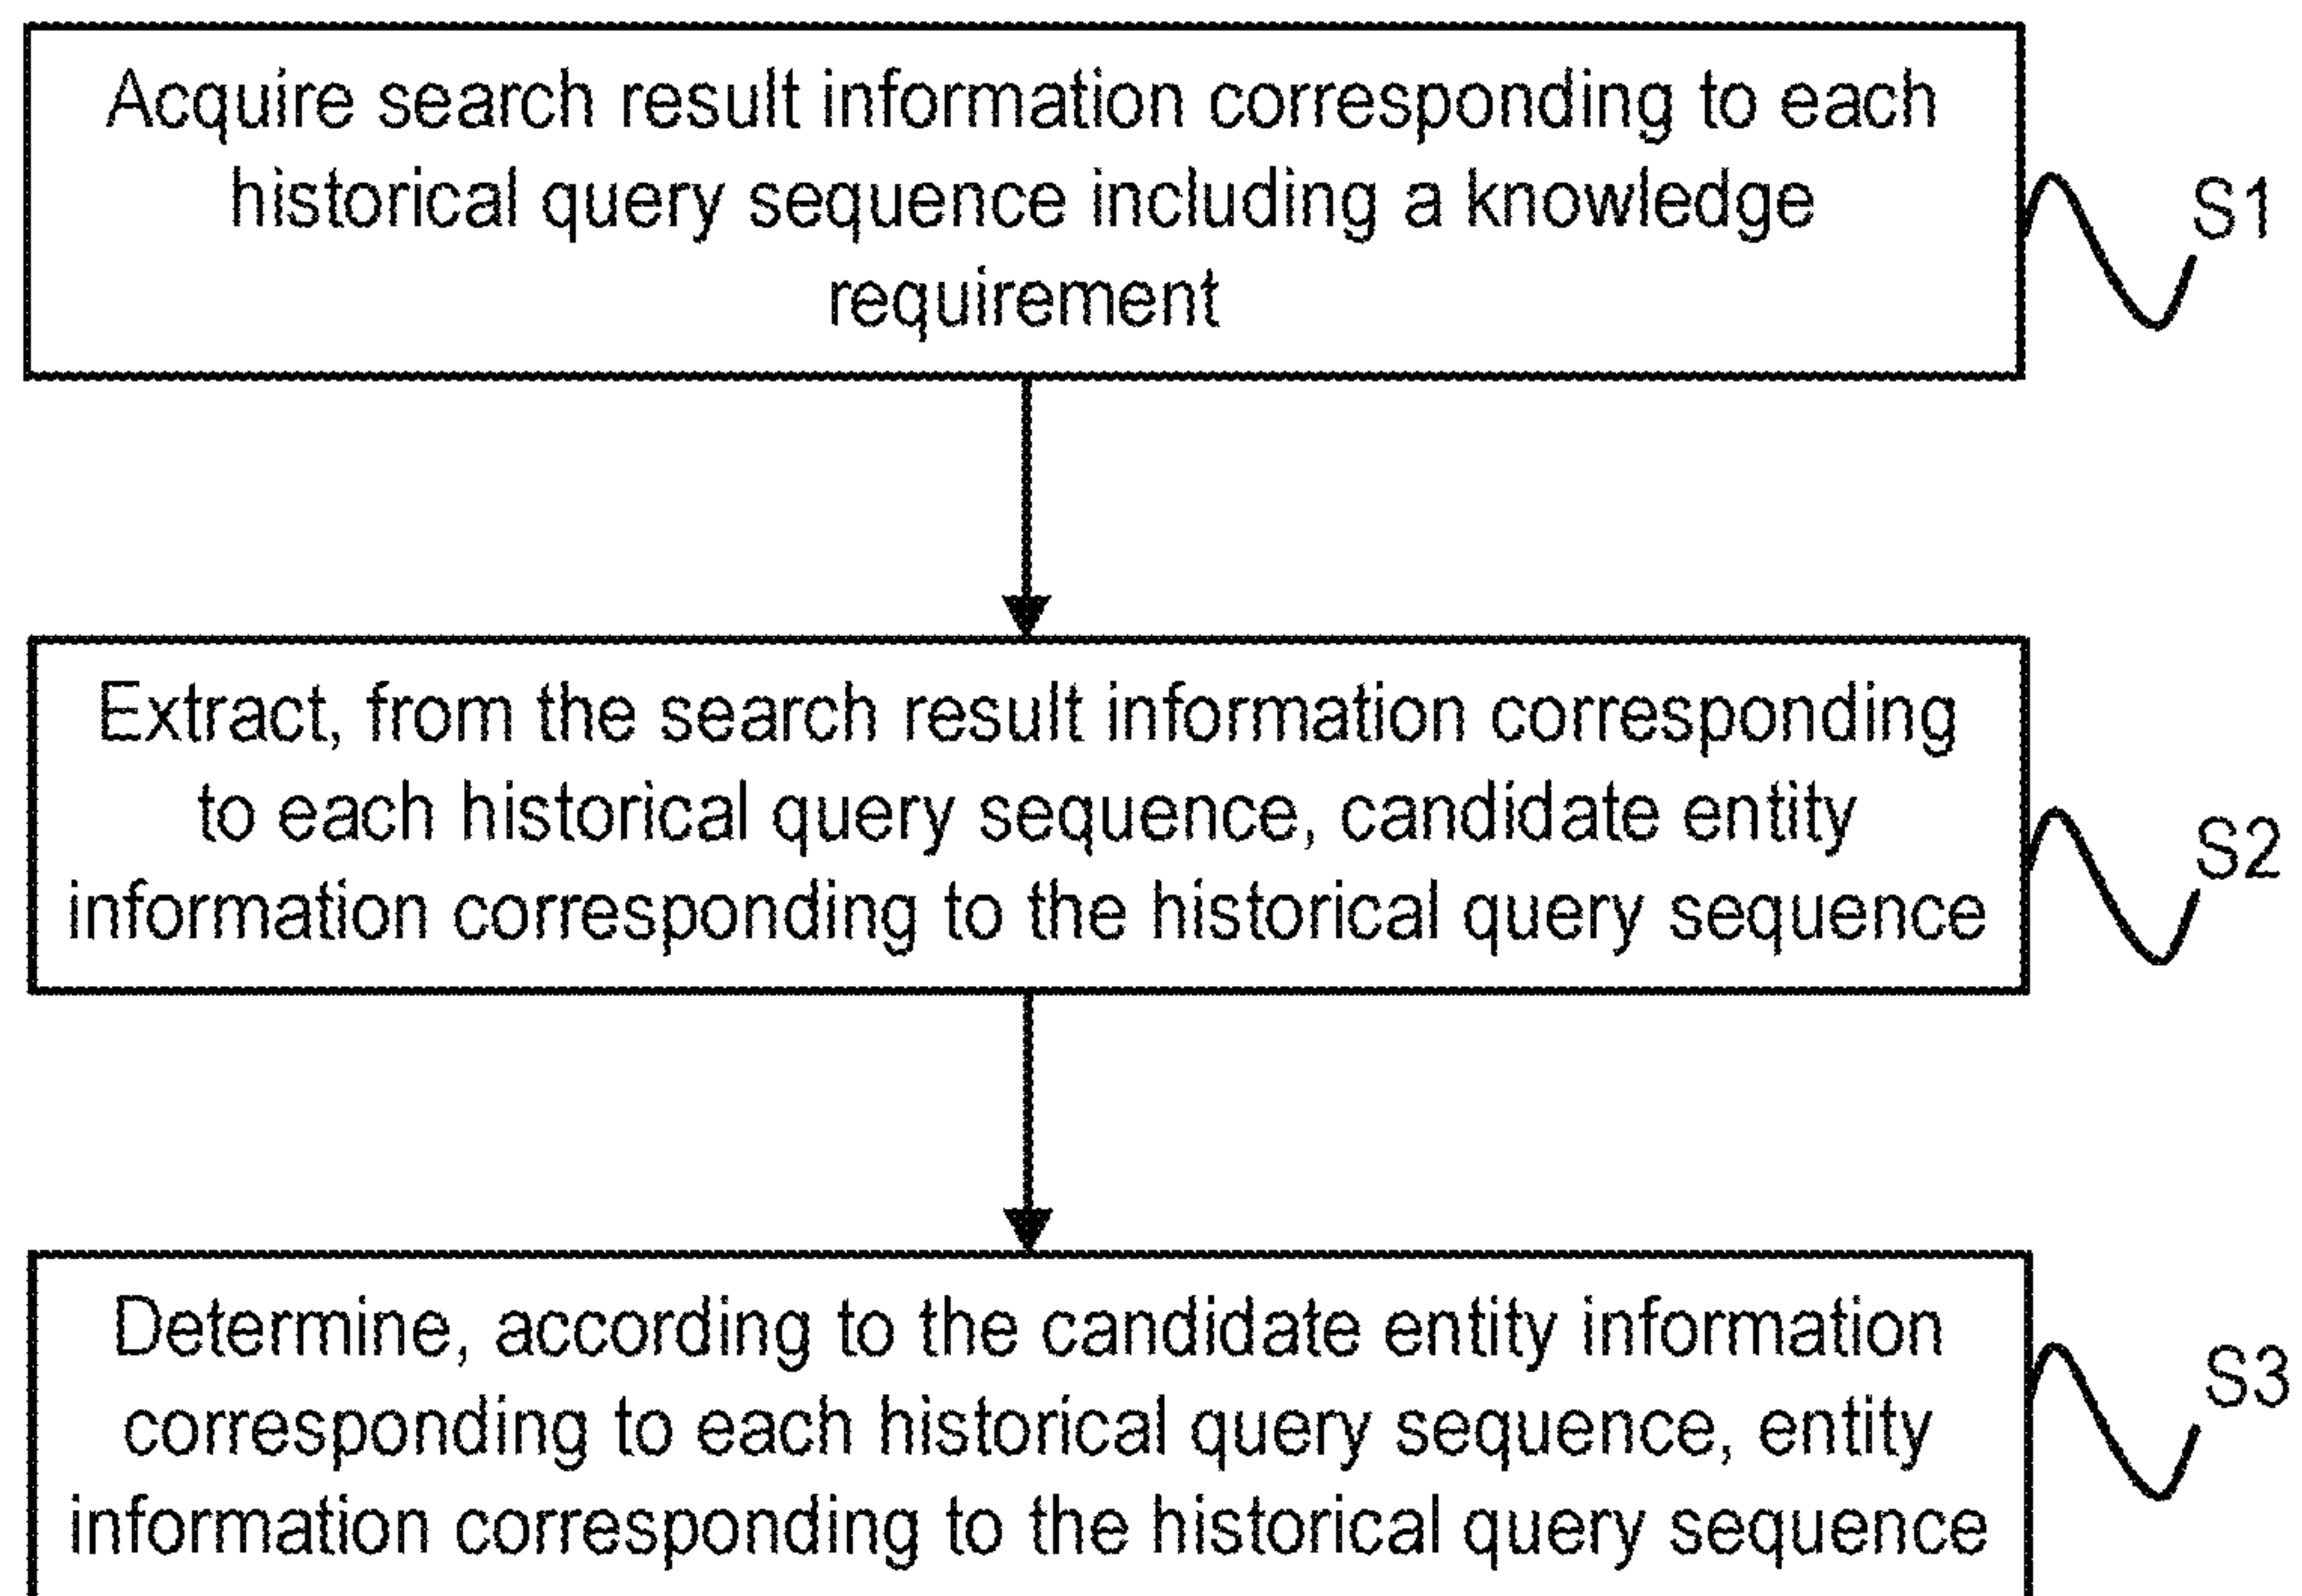 Acquire search result information corresponding to each
historical query sequence including a knowledge
requirement
S1
Extract, from the search result information corresponding
to each historical query sequence, candidate entity
information corresponding to the historical query sequence
S2
Determine, according to the candidate entity information
corresponding to each historical query sequence, entity
information corresponding to the historical query sequence
S3